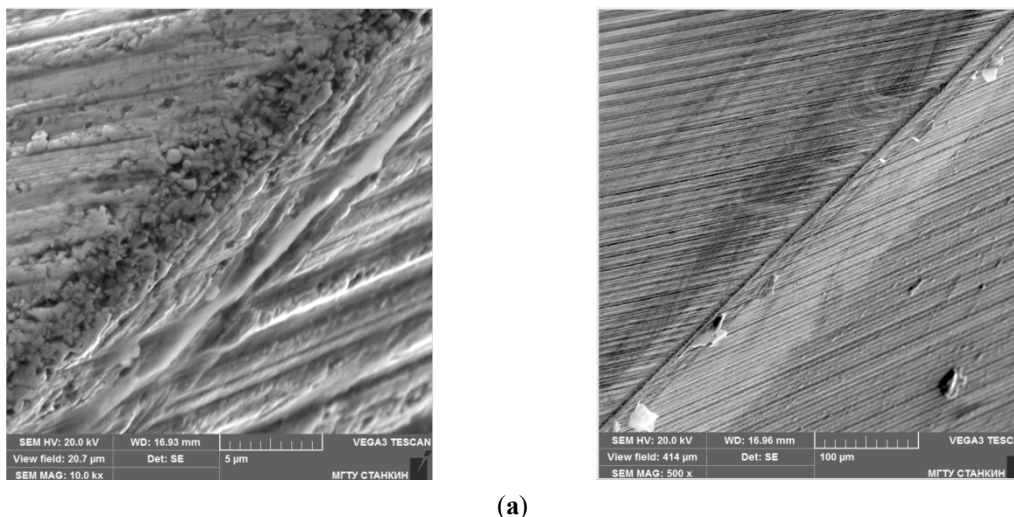 SEM HV: 20.0 kV WD: 16.93 mm VEGA3 TESCAN
View field: 20.7 µm Det: SE 5 µm
SEM MAG: 10.0 kx МГТУ СТАНКИН
SEM HV: 20.0 kV WD: 16.96 mm VEGA3 TESC
View field: 414 µm Det: SE 100 µm
SEM MAG: 500 x МГТУ СТАНКИН
(a)